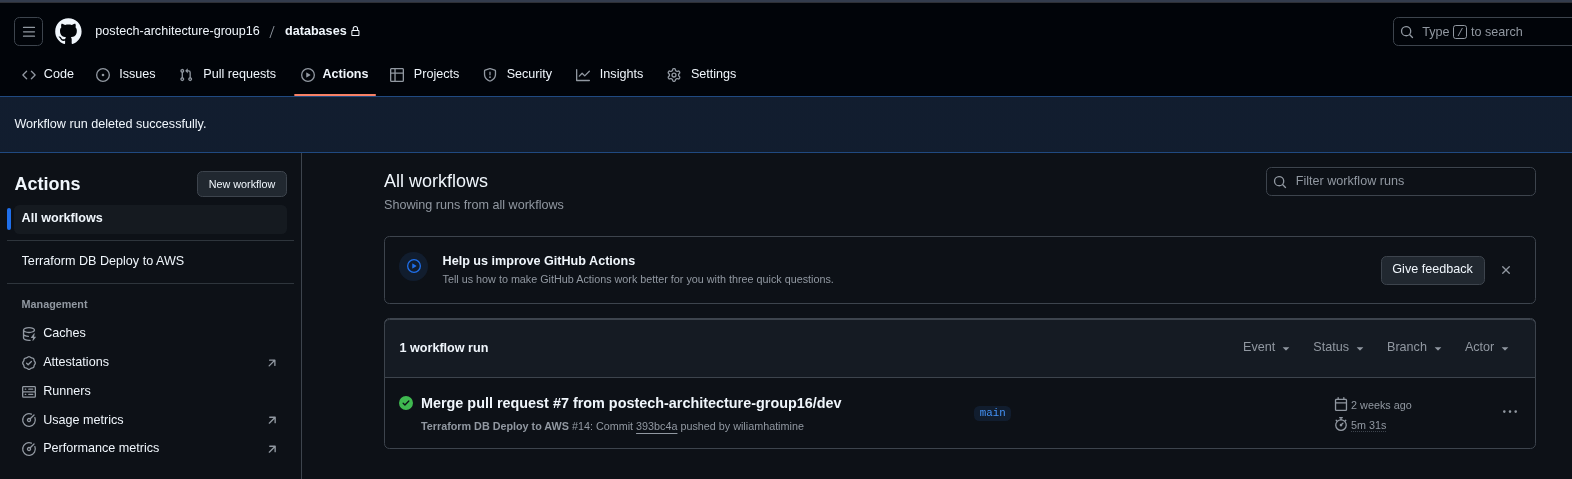 postech-architecture-group16 / databases
Type / to search
Code Issues Pull requests Actions Projects Security Insights Settings
Workflow run deleted successfully.
Actions
New workflow
All workflows
Terraform DB Deploy to AWS
Management
Caches
Attestations
Runners
Usage metrics
Performance metrics
All workflows
Showing runs from all workflows
Filter workflow runs
Help us improve GitHub Actions
Tell us how to make GitHub Actions work better for you with three quick questions.
Give feedback
1 workflow run
Event Status Branch Actor
Merge pull request #7 from postech-architecture-group16/dev
Terraform DB Deploy to AWS #14: Commit 393bc4a pushed by wiliamhatimine
main
2 weeks ago
5m 31s